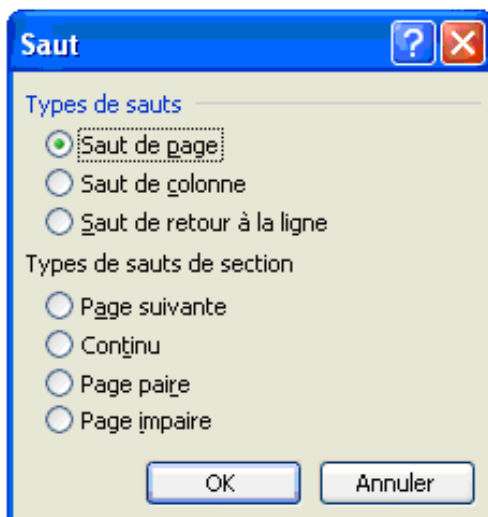 Saut
Types de sauts
Saut de page
Saut de colonne
Saut de retour à la ligne
Types de sauts de section
Page suivante
Continu
Page paire
Page impaire
OK Annuler